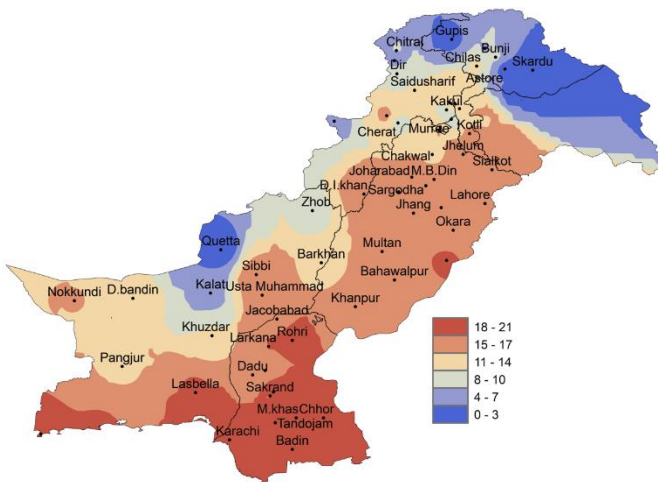 Gupis
Chitral
Bunji
Chilas
Skardu
Dir
Astore
Saidusharif
Kakul
Cherat
Murree
Kotli
Chakwal
Jhelum
Sialkot
Joharabad
M.B.Din
D.I.khan
Sargodha
Lahore
Zhob
Jhang
Okara
Quetta
Multan
Barkhan
Sibbi
Bahawalpur
Kalat
Usta Muhammad
Nokkundi
D.bandin
Khanpur
Jacobabad
Khuzdar
Rohri
Larkana
Pangjur
Dadu
Lasbella
Sakrand
M.khas
Chhor
Tandojam
Karachi
Badin
18 - 21
15 - 17
11 - 14
8 - 10
4 - 7
0 - 3